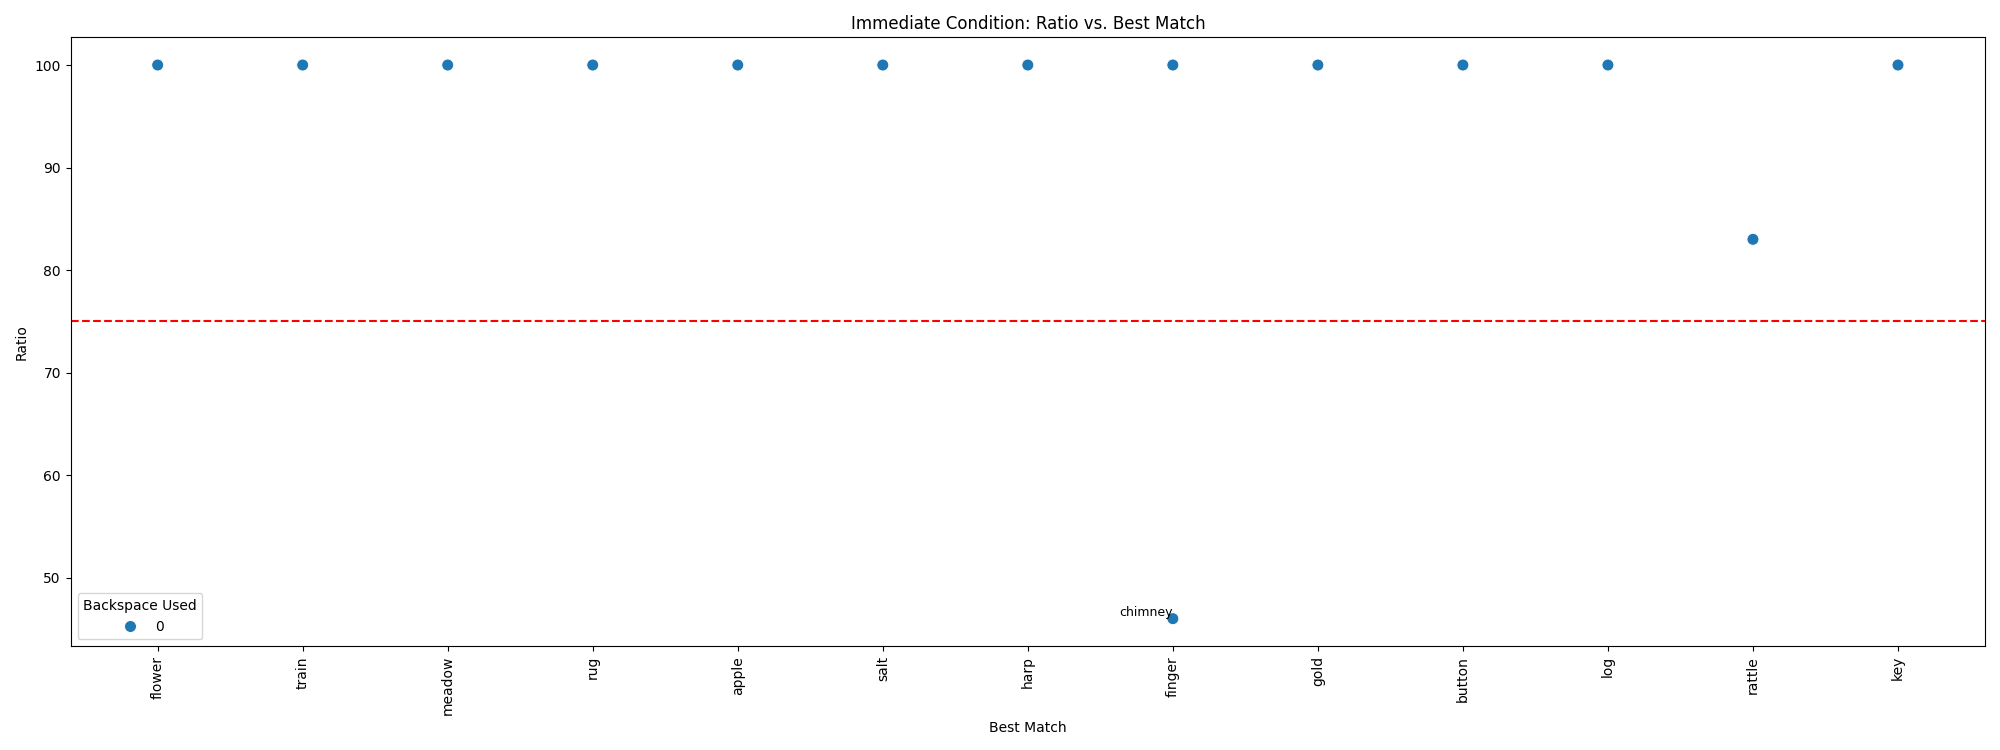 Immediate Condition: Ratio vs. Best Match
100
90
80
70
60
50
Ratio
chimney
Backspace Used
0
flower
train
meadow
rug
apple
salt
harp
finger
gold
button
log
rattle
key
Best Match